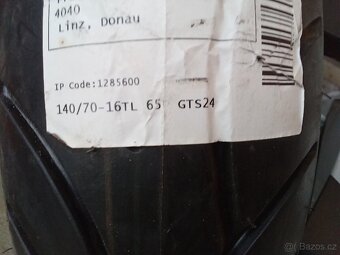 4040
Linz, Donau
IP Code:1285600
140/70-16TL 65 GTS24
Bazos.cz